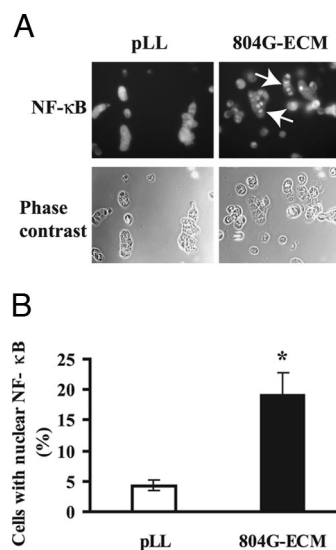 A
pLL 804G-ECM
NF-κB
Phase
contrast
B
Cells with nuclear NF- κB
(%)
25
20
15
10
5
0
*
pLL 804G-ECM